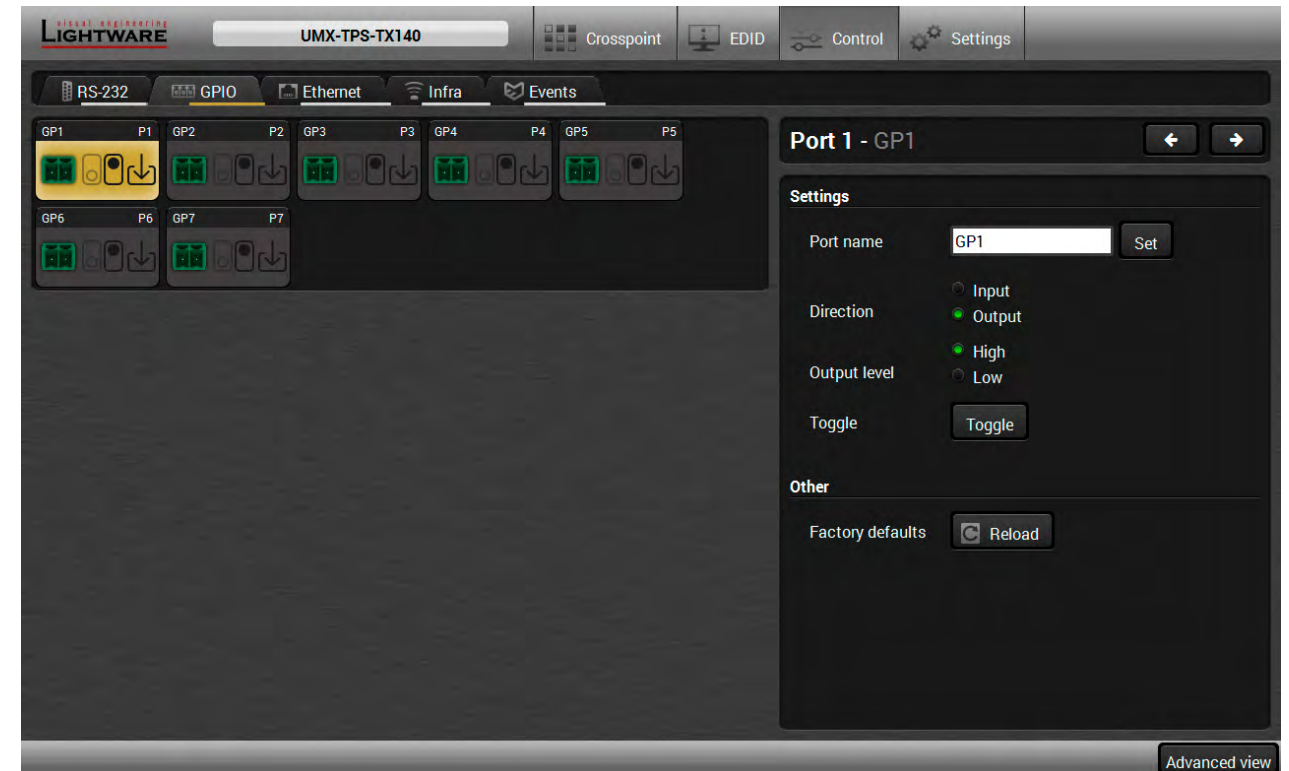 visual engineering
LIGHTWARE
UMX-TPS-TX140
Crosspoint
EDID
Control
Settings
RS-232
GPIO
Ethernet
Infra
Events
GP1 P1 GP2 P2 GP3 P3 GP4 P4 GP5 P5
GP6 P6 GP7 P7
Port 1 - GP1
Settings
Port name GP1 Set
Direction
Input
Output
Output level
High
Low
Toggle Toggle
Other
Factory defaults Reload
Advanced view